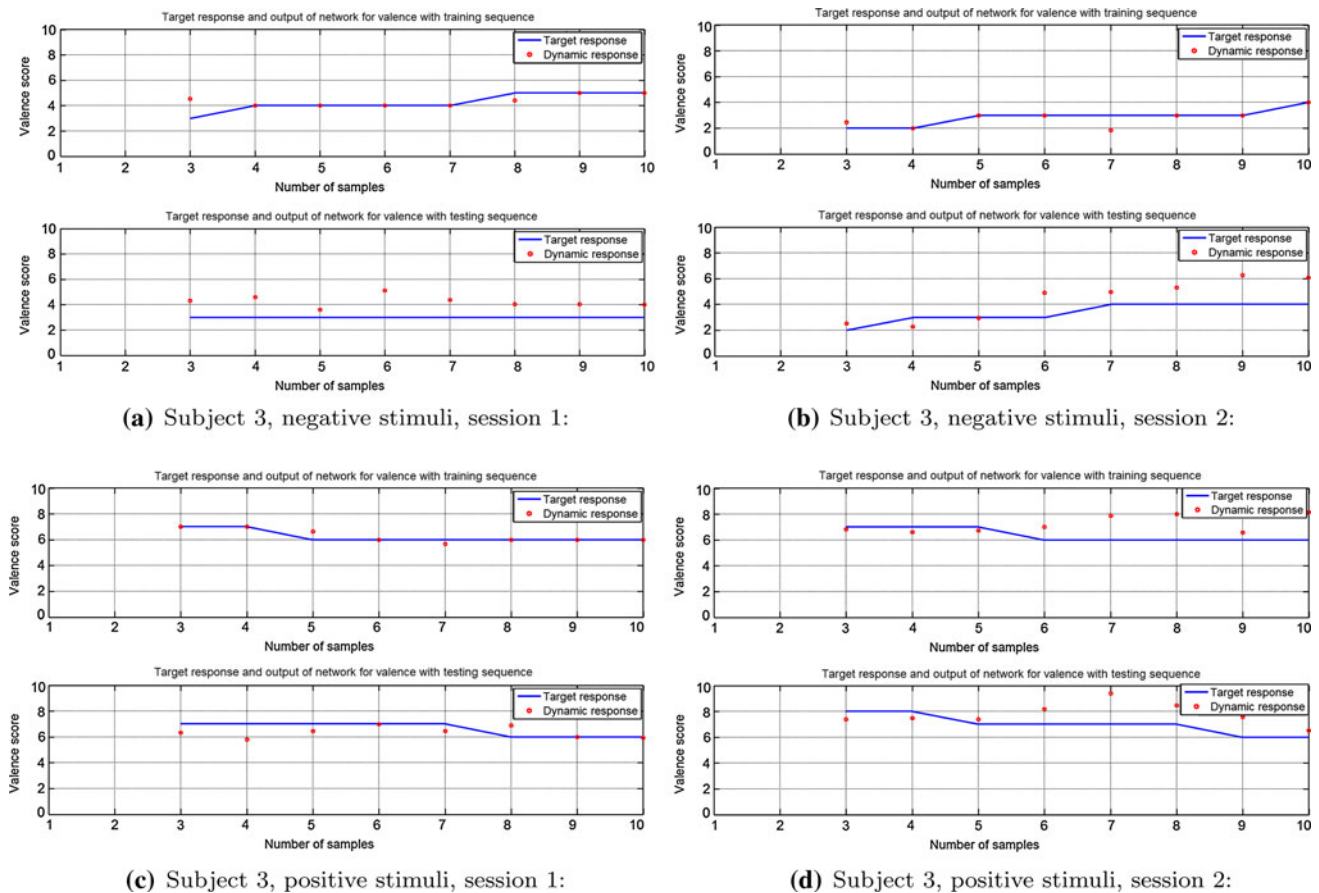 Target response and output of network for valence with training sequence
10
8
6
4
2
0
Valence score
Target response
Dynamic response
1 2 3 4 5 6 7 8 9 10
Number of samples
Target response and output of network for valence with testing sequence
10
8
6
4
2
0
Valence score
Target response
Dynamic response
1 2 3 4 5 6 7 8 9 10
Number of samples
(a) Subject 3, negative stimuli, session 1:
Target response and output of network for valence with training sequence
10
8
6
4
2
0
Valence score
Target response
Dynamic response
1 2 3 4 5 6 7 8 9 10
Number of samples
Target response and output of network for valence with testing sequence
10
8
6
4
2
0
Valence score
Target response
Dynamic response
1 2 3 4 5 6 7 8 9 10
Number of samples
(b) Subject 3, negative stimuli, session 2:
Target response and output of network for valence with training sequence
10
8
6
4
2
0
Valence score
Target response
Dynamic response
1 2 3 4 5 6 7 8 9 10
Number of samples
Target response and output of network for valence with testing sequence
10
8
6
4
2
0
Valence score
Target response
Dynamic response
1 2 3 4 5 6 7 8 9 10
Number of samples
(c) Subject 3, positive stimuli, session 1:
Target response and output of network for valence with training sequence
10
8
6
4
2
0
Valence score
Target response
Dynamic response
1 2 3 4 5 6 7 8 9 10
Number of samples
Target response and output of network for valence with testing sequence
10
8
6
4
2
0
Valence score
Target response
Dynamic response
1 2 3 4 5 6 7 8 9 10
Number of samples
(d) Subject 3, positive stimuli, session 2: